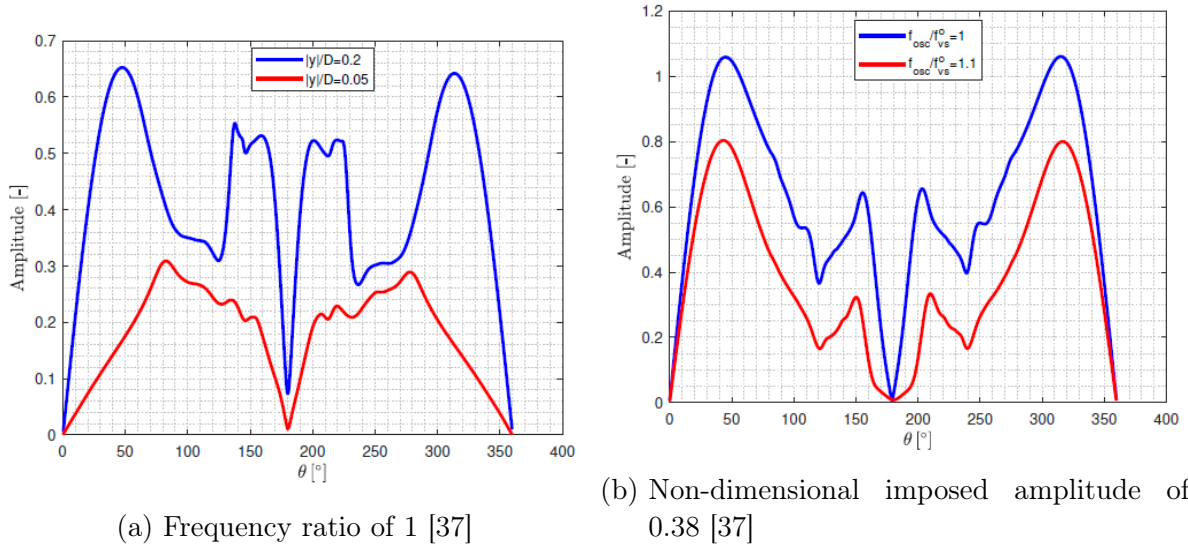 0.7
0.6
0.5
0.4
0.3
0.2
0.1
0
Amplitude [-]
|y|/D=0.2
|y|/D=0.05
0 50 100 150 200 250 300 350 400
θ [°]
(a) Frequency ratio of 1 [37]
1.2
1
0.8
0.6
0.4
0.2
0
Amplitude [-]
f_osc/f°_vs=1
f_osc/f°_vs=1.1
0 50 100 150 200 250 300 350 400
θ [°]
(b) Non-dimensional imposed amplitude of
0.38 [37]